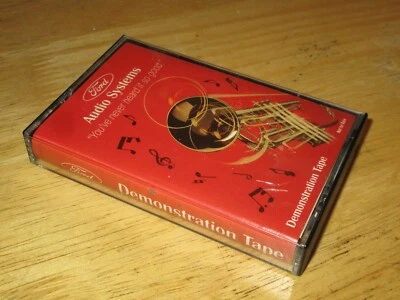 Ford
Audio Systems
"You've never heard it so good."
Demonstration Tape
Ford
Demonstration Tape